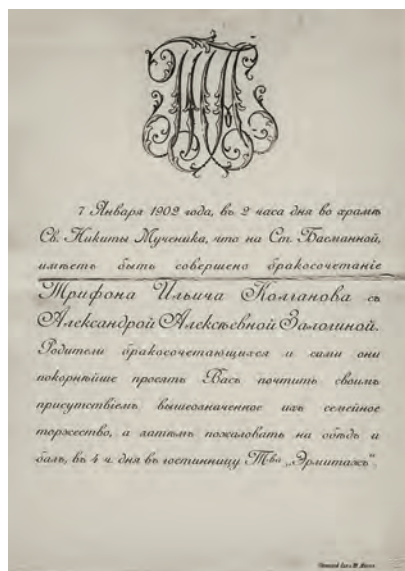 7 Января 1902 года, въ 2 часа дня во храмѣ
Св. Никиты Мученика, что на Ст. Басманной,
имѣетъ быть совершено бракосочетаніе
Трифона Ильича Колганова съ
Александрой Алексѣевной Залогиной.
Родители бракосочетающихся и сами они
покорнѣйше просятъ Васъ почтить своимъ
присутствіемъ вышеозначенное ихъ семейное
торжество, а затѣмъ пожаловать на обѣдъ и
балъ, въ 4 ч. дня въ гостинницу Тва „Эрмитажъ“.